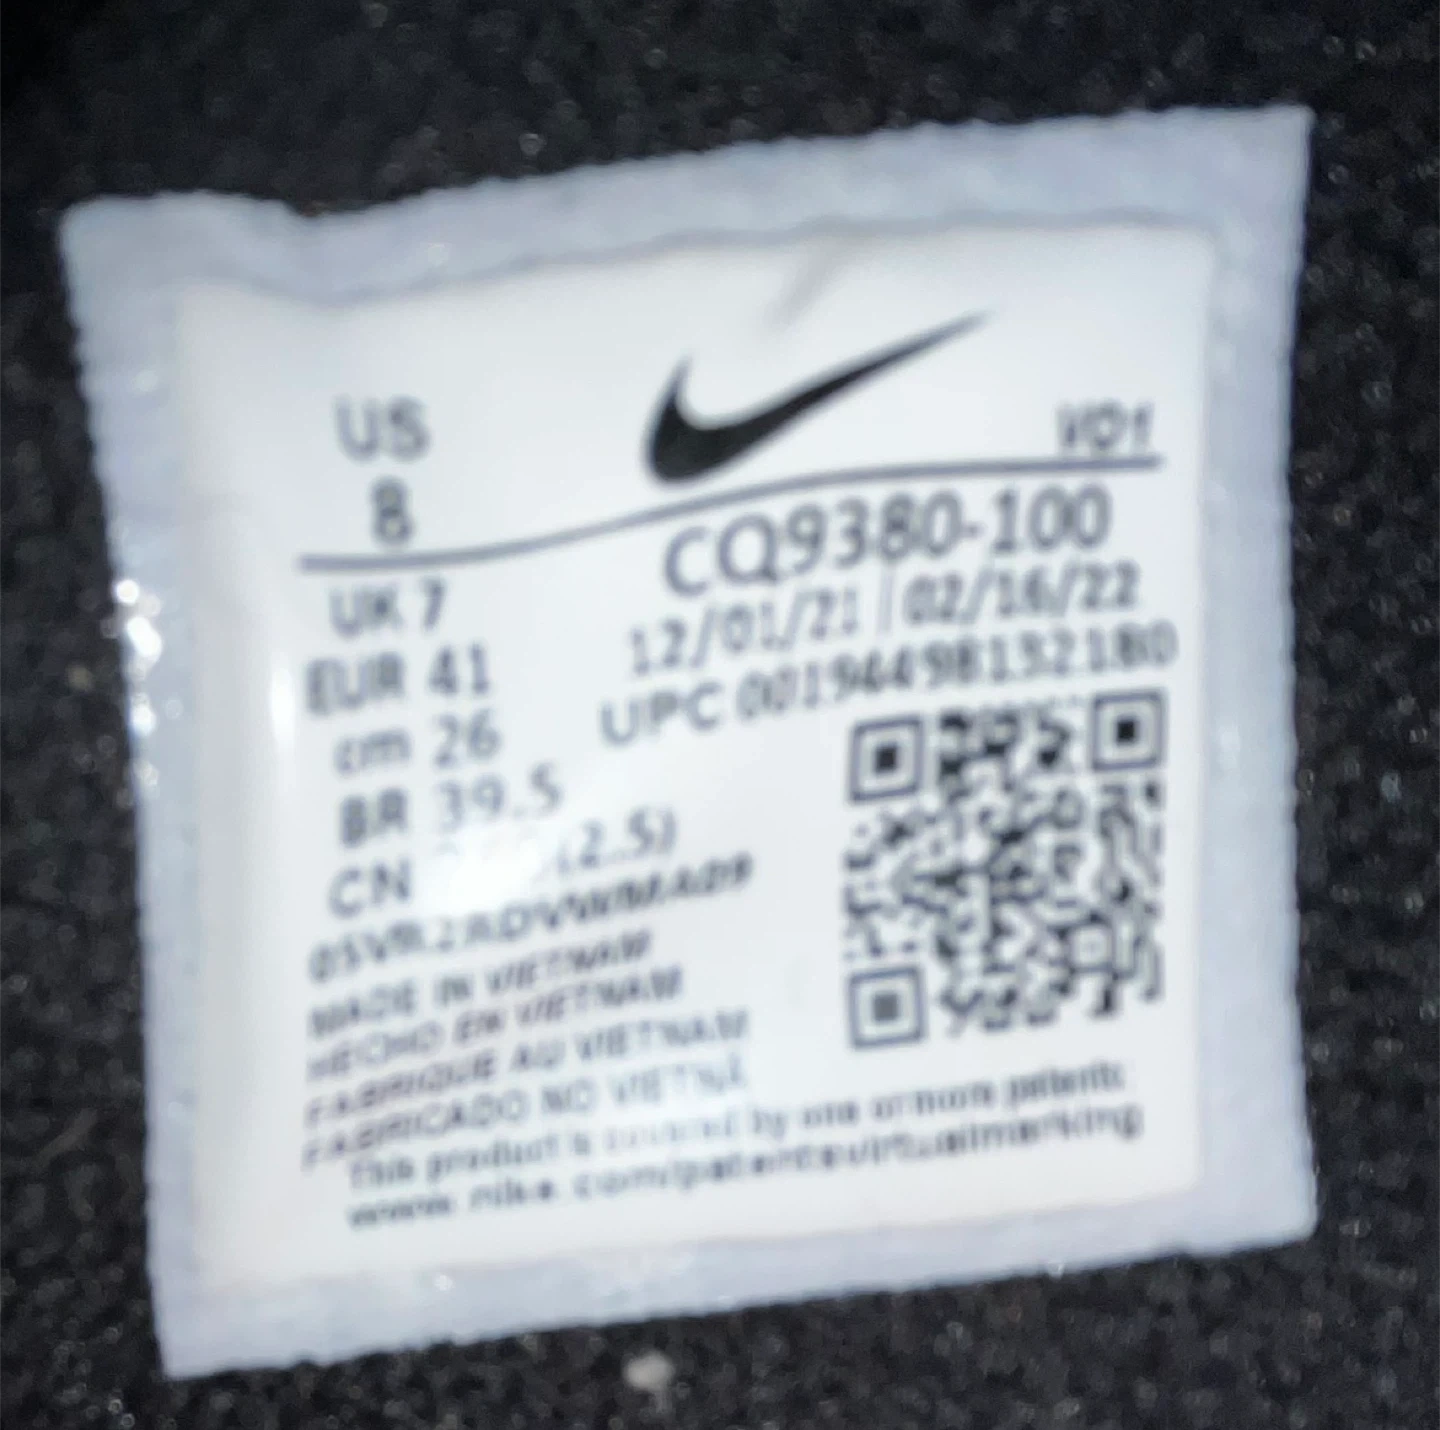 US
8
VD1
UK 7
EUR 41
cm 26
BR 39.5
CN (2.5)
CQ9380-100
12/01/21 | 02/16/22
UPC 00194498132180
MADE IN VIETNAM
HECHO EN VIETNAM
FABRIQUE AU VIETNAM
FABRICADO NO VIETNÃ
This product is covered by one or more patents
www.nike.com/patentsvirtualmarking